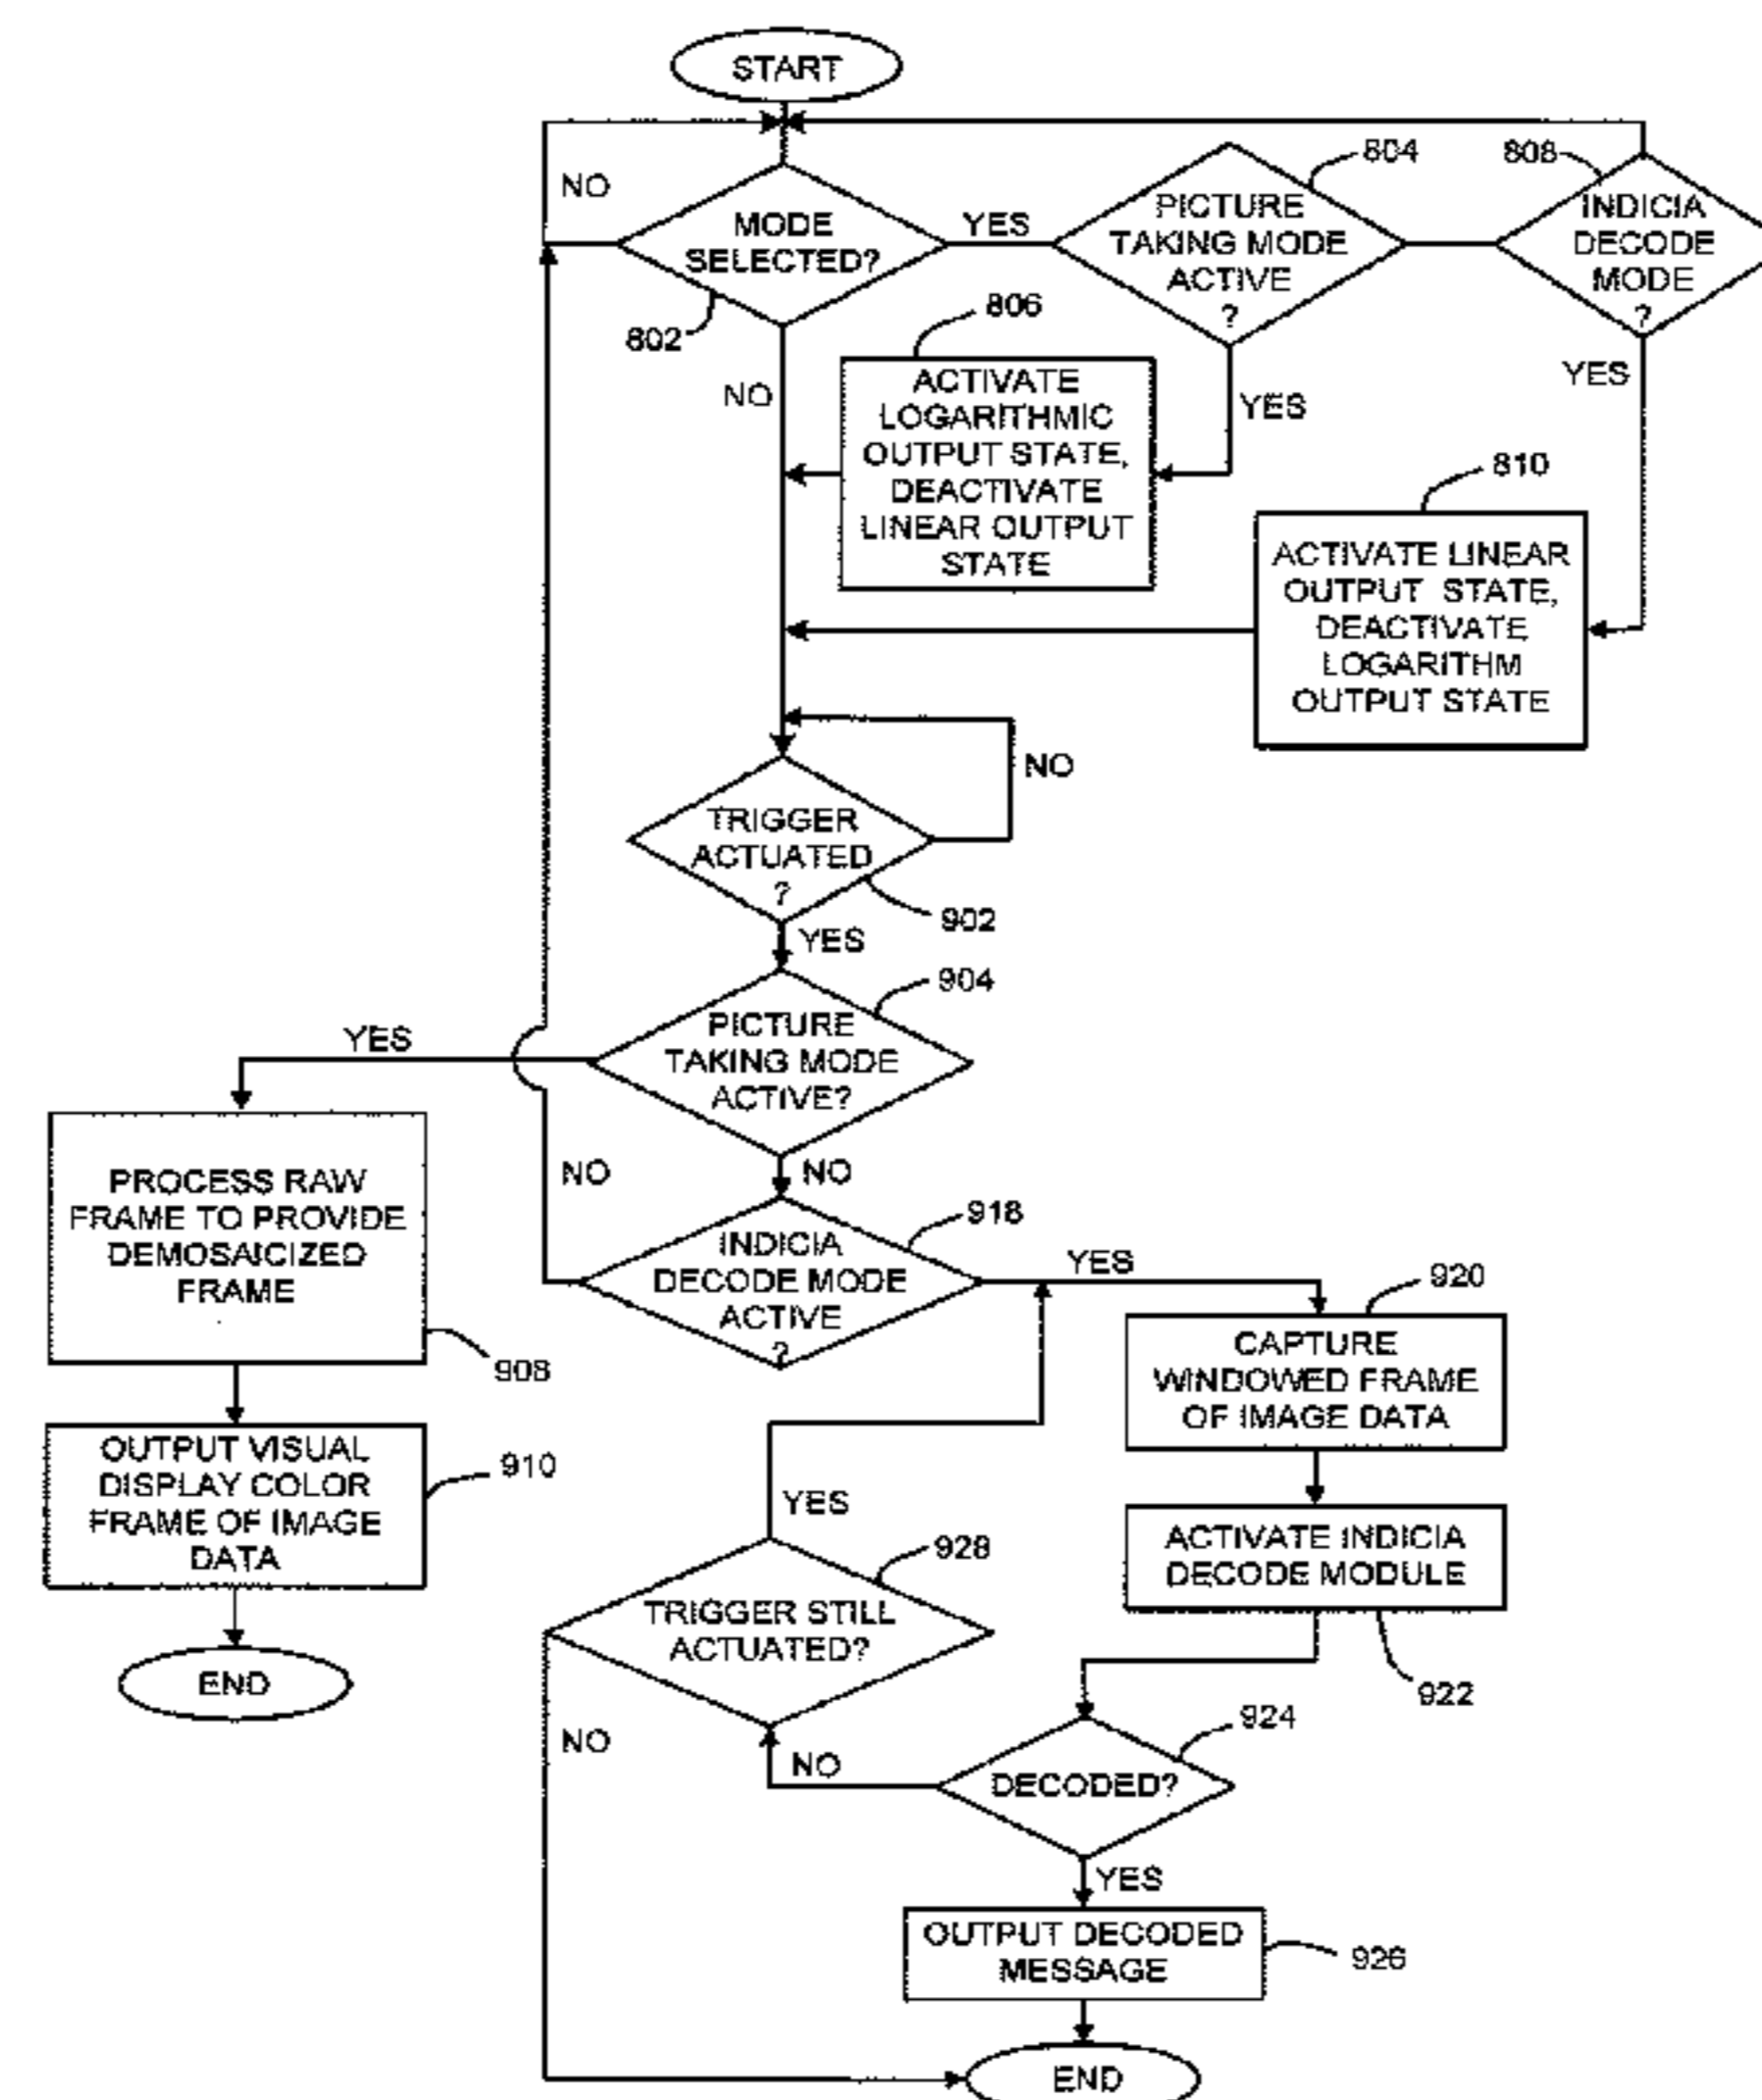 START
NO
MODE
SELECTED?
802
YES
PICTURE
TAKING MODE
ACTIVE
?
804
808
INDICIA
DECODE
MODE
?
YES
806
ACTIVATE
LOGARITHMIC
OUTPUT STATE,
DEACTIVATE
LINEAR OUTPUT
STATE
YES
NO
810
ACTIVATE LINEAR
OUTPUT STATE,
DEACTIVATE
LOGARITHM
OUTPUT STATE
NO
TRIGGER
ACTUATED
?
902
YES
904
PICTURE
TAKING MODE
ACTIVE?
YES
NO
NO
PROCESS RAW
FRAME TO PROVIDE
DEMOSAICIZED
FRAME
908
918
INDICIA
DECODE MODE
ACTIVE
?
YES
920
CAPTURE
WINDOWED FRAME
OF IMAGE DATA
OUTPUT VISUAL
DISPLAY COLOR
FRAME OF IMAGE
DATA
910
END
YES
928
TRIGGER STILL
ACTUATED?
ACTIVATE INDICIA
DECODE MODULE
922
NO
NO
924
DECODED?
YES
OUTPUT DECODED
MESSAGE
926
END